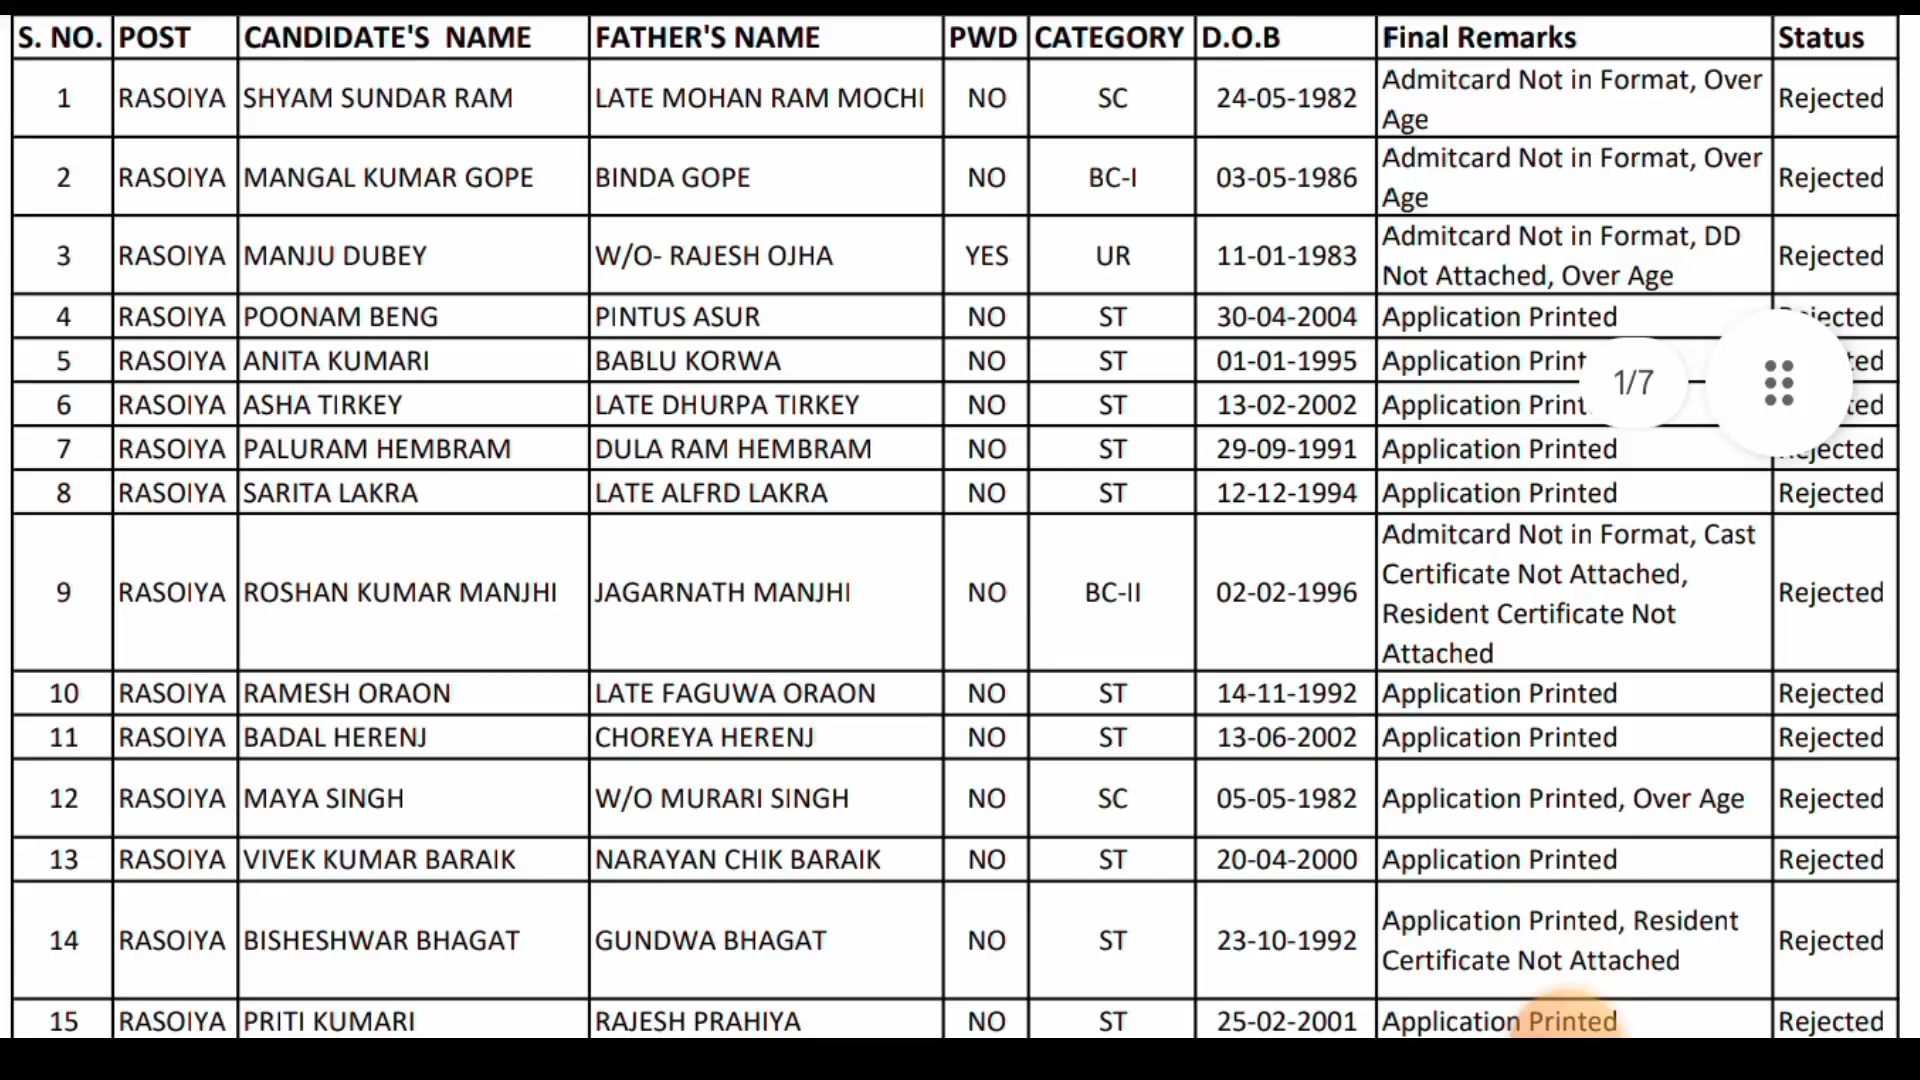 S. NO. POST CANDIDATE'S NAME FATHER'S NAME PWD CATEGORY D.O.B Final Remarks Status
1 RASOIYA SHYAM SUNDAR RAM LATE MOHAN RAM MOCHI NO SC 24-05-1982 Admitcard Not in Format, Over Age Rejected
2 RASOIYA MANGAL KUMAR GOPE BINDA GOPE NO BC-I 03-05-1986 Admitcard Not in Format, Over Age Rejected
3 RASOIYA MANJU DUBEY W/O- RAJESH OJHA YES UR 11-01-1983 Admitcard Not in Format, DD Not Attached, Over Age Rejected
4 RASOIYA POONAM BENG PINTUS ASUR NO ST 30-04-2004 Application Printed
5 RASOIYA ANITA KUMARI BABLU KORWA NO ST 01-01-1995 Application
1/7
6 RASOIYA ASHA TIRKEY LATE DHURPA TIRKEY NO ST 13-02-2002 Application
7 RASOIYA PALURAM HEMBRAM DULA RAM HEMBRAM NO ST 29-09-1991 Application Printed
8 RASOIYA SARITA LAKRA LATE ALFRD LAKRA NO ST 12-12-1994 Application Printed Rejected
9 RASOIYA ROSHAN KUMAR MANJHI JAGARNATH MANJHI NO BC-II 02-02-1996 Admitcard Not in Format, Cast Certificate Not Attached, Resident Certificate Not Attached Rejected
10 RASOIYA RAMESH ORAON LATE FAGUWA ORAON NO ST 14-11-1992 Application Printed Rejected
11 RASOIYA BADAL HERENJ CHOREYA HERENJ NO ST 13-06-2002 Application Printed Rejected
12 RASOIYA MAYA SINGH W/O MURARI SINGH NO SC 05-05-1982 Application Printed, Over Age Rejected
13 RASOIYA VIVEK KUMAR BARAIK NARAYAN CHIK BARAIK NO ST 20-04-2000 Application Printed Rejected
14 RASOIYA BISHESHWAR BHAGAT GUNDWA BHAGAT NO ST 23-10-1992 Application Printed, Resident Certificate Not Attached Rejected
15 RASOIYA PRITI KUMARI RAJESH PRAHIYA NO ST 25-02-2001 Application Printed Rejected